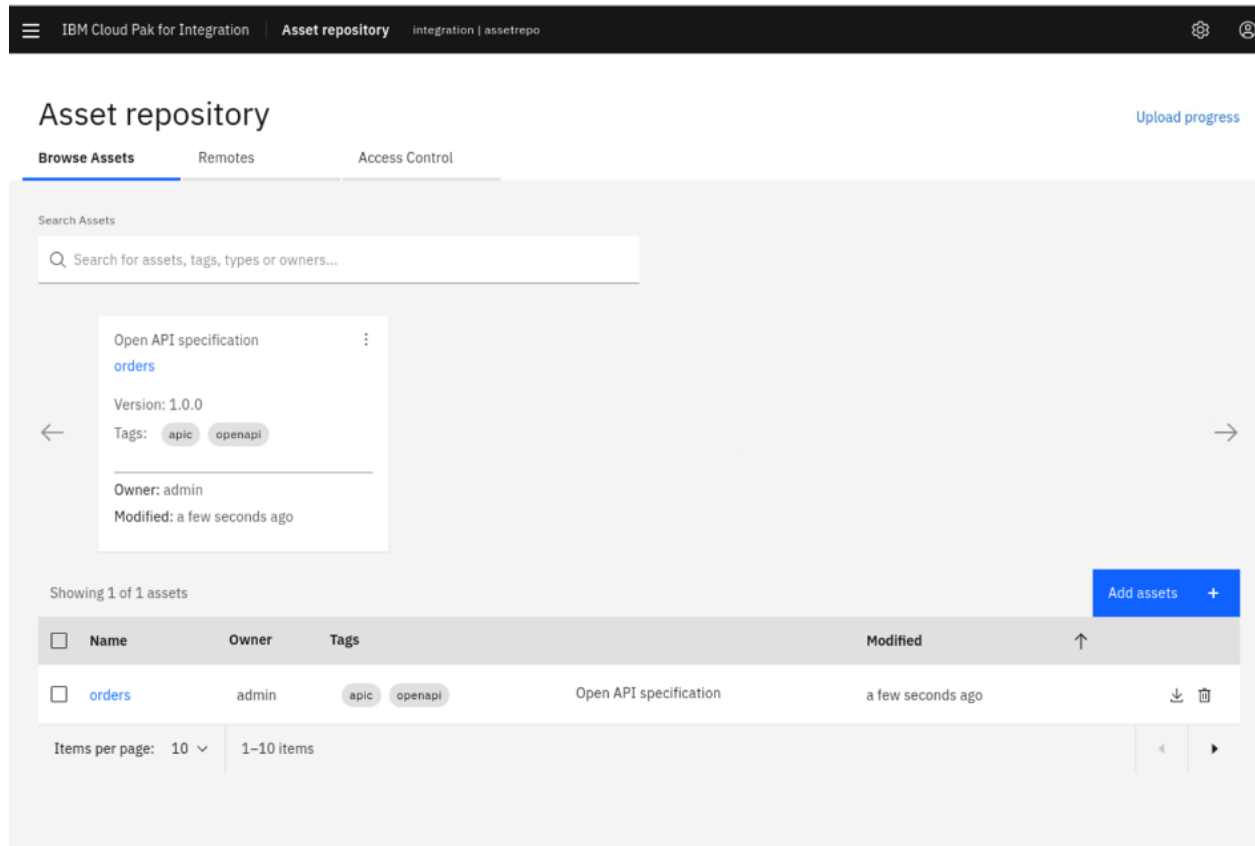 IBM Cloud Pak for Integration Asset repository integration | assetrepo
Asset repository
Upload progress
Browse Assets Remotes Access Control
Search Assets
Search for assets, tags, types or owners...
Open API specification
orders
Version: 1.0.0
Tags: apic openapi
Owner: admin
Modified: a few seconds ago
Showing 1 of 1 assets
Add assets +
Name Owner Tags Modified
orders admin apic openapi Open API specification a few seconds ago
Items per page: 10 1–10 items